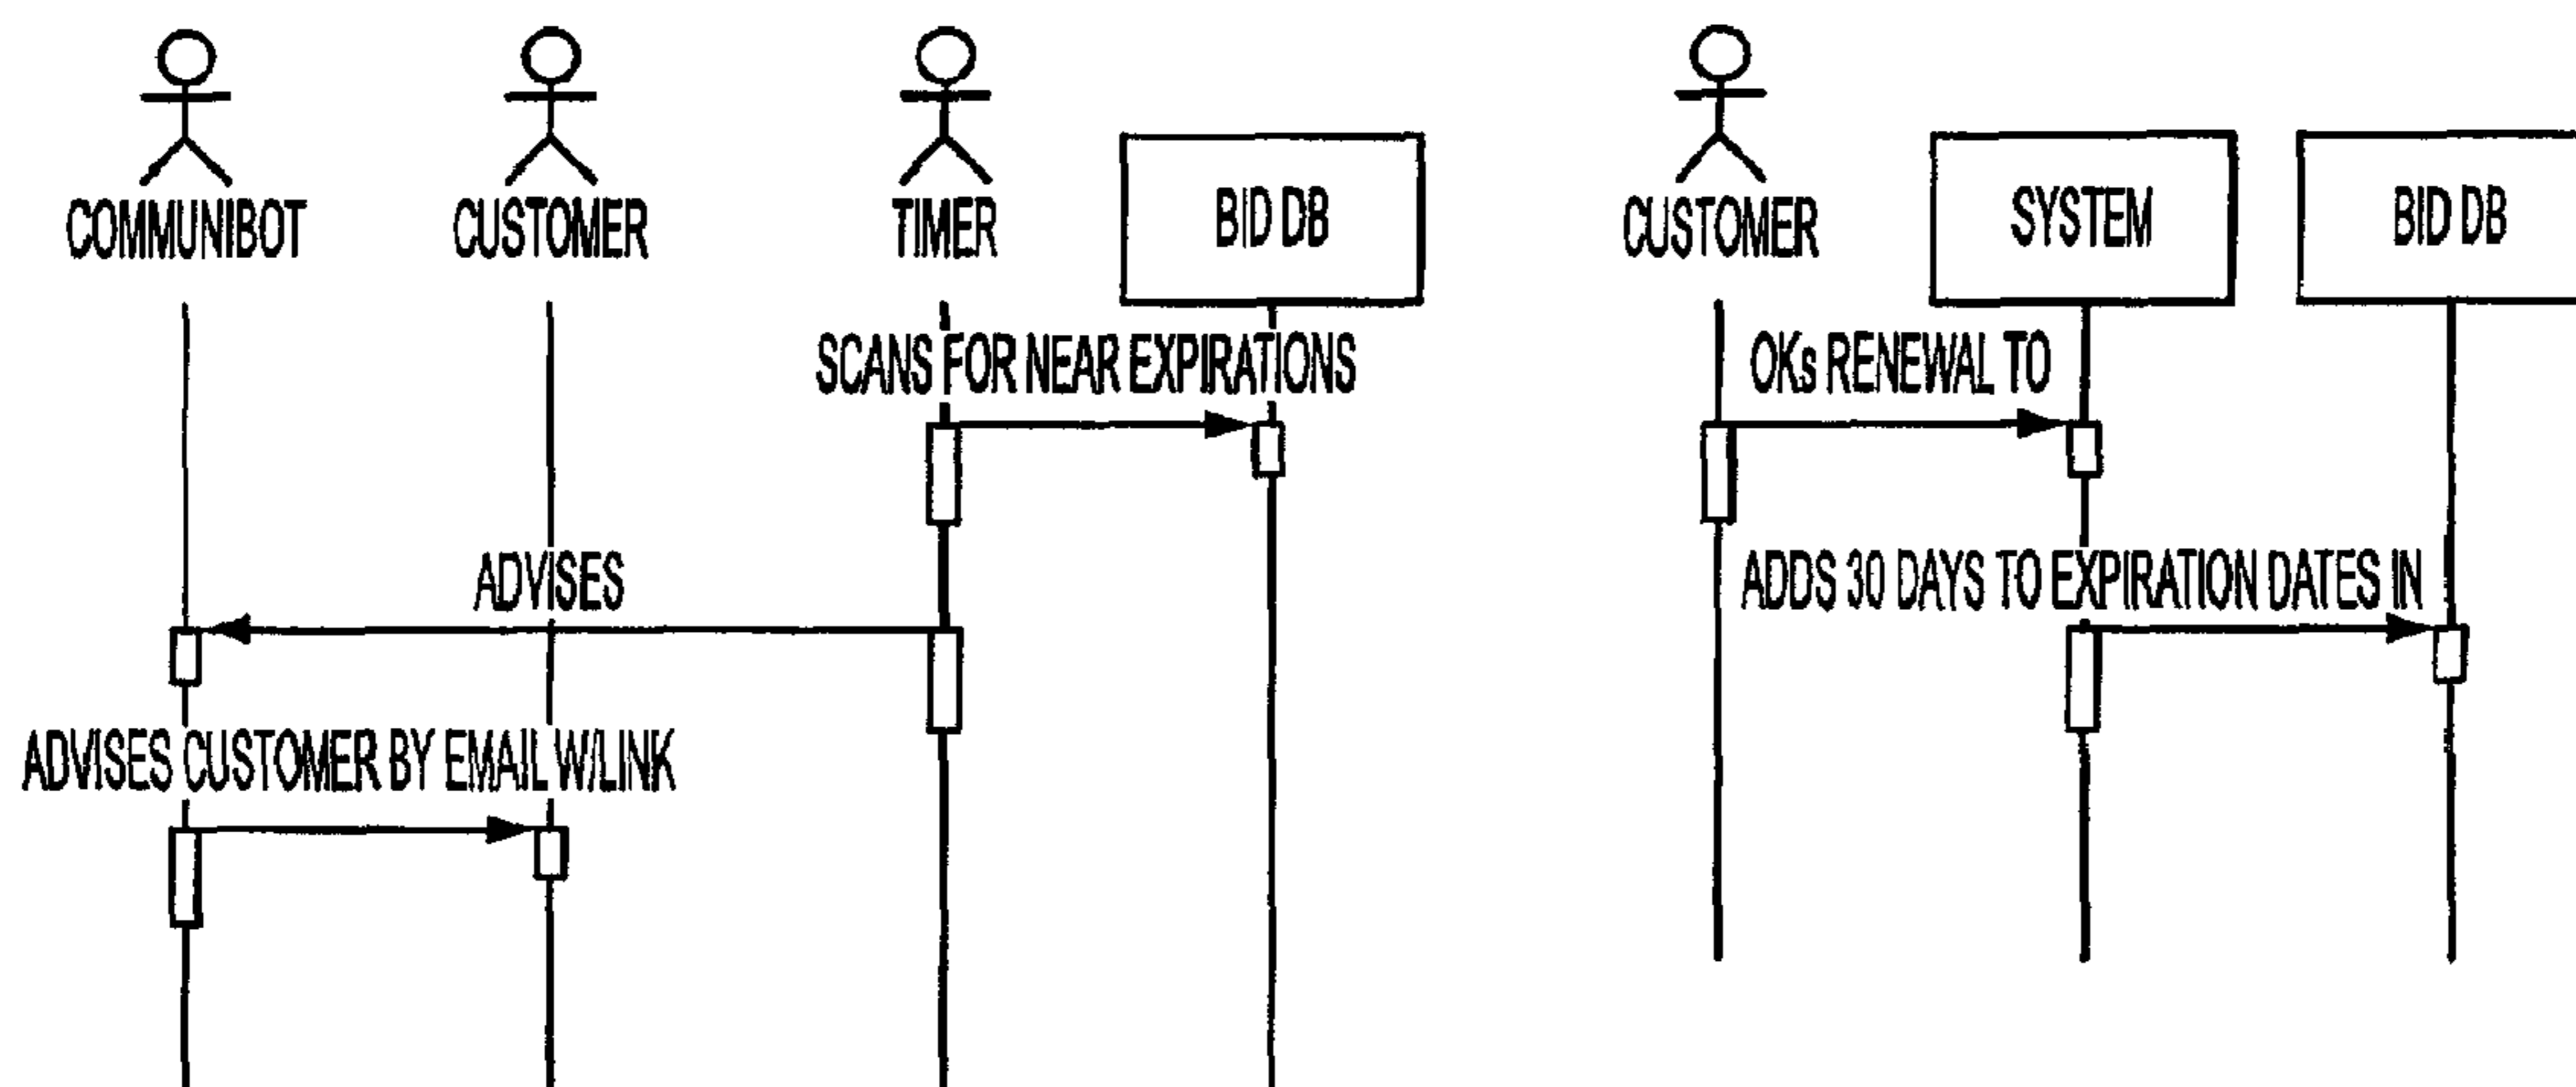 COMMUNIBOT
CUSTOMER
TIMER
BID DB
SCANS FOR NEAR EXPIRATIONS
ADVISES
ADVISES CUSTOMER BY EMAIL W/LINK
CUSTOMER
SYSTEM
BID DB
OKs RENEWAL TO
ADDS 30 DAYS TO EXPIRATION DATES IN